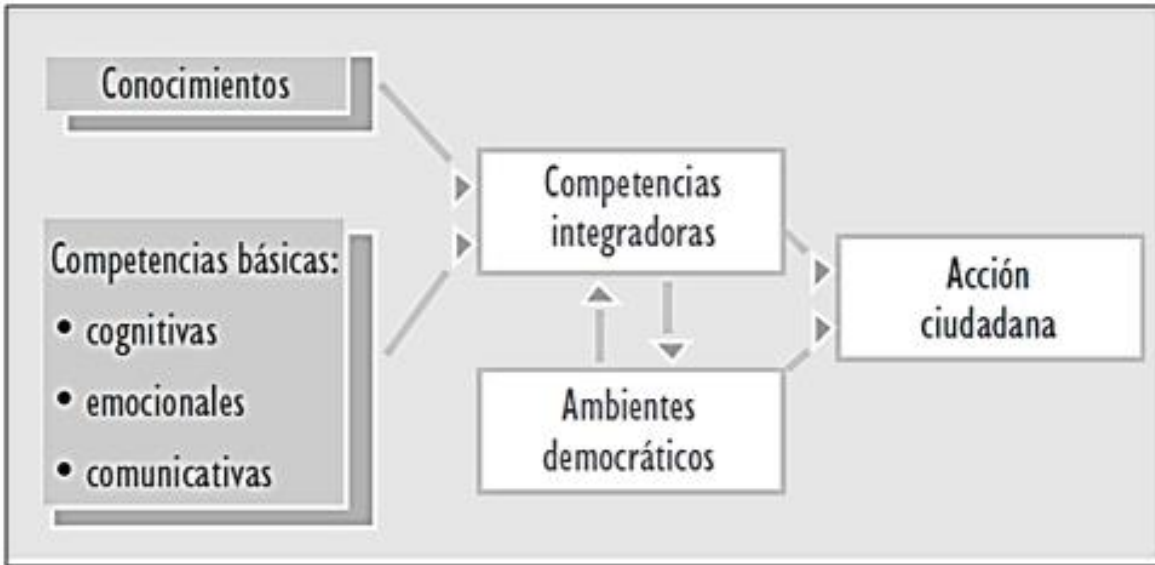 Conocimientos
Competencias básicas:
• cognitivas
• emocionales
• comunicativas
Competencias
integradoras
Ambientes
democráticos
Acción
ciudadana